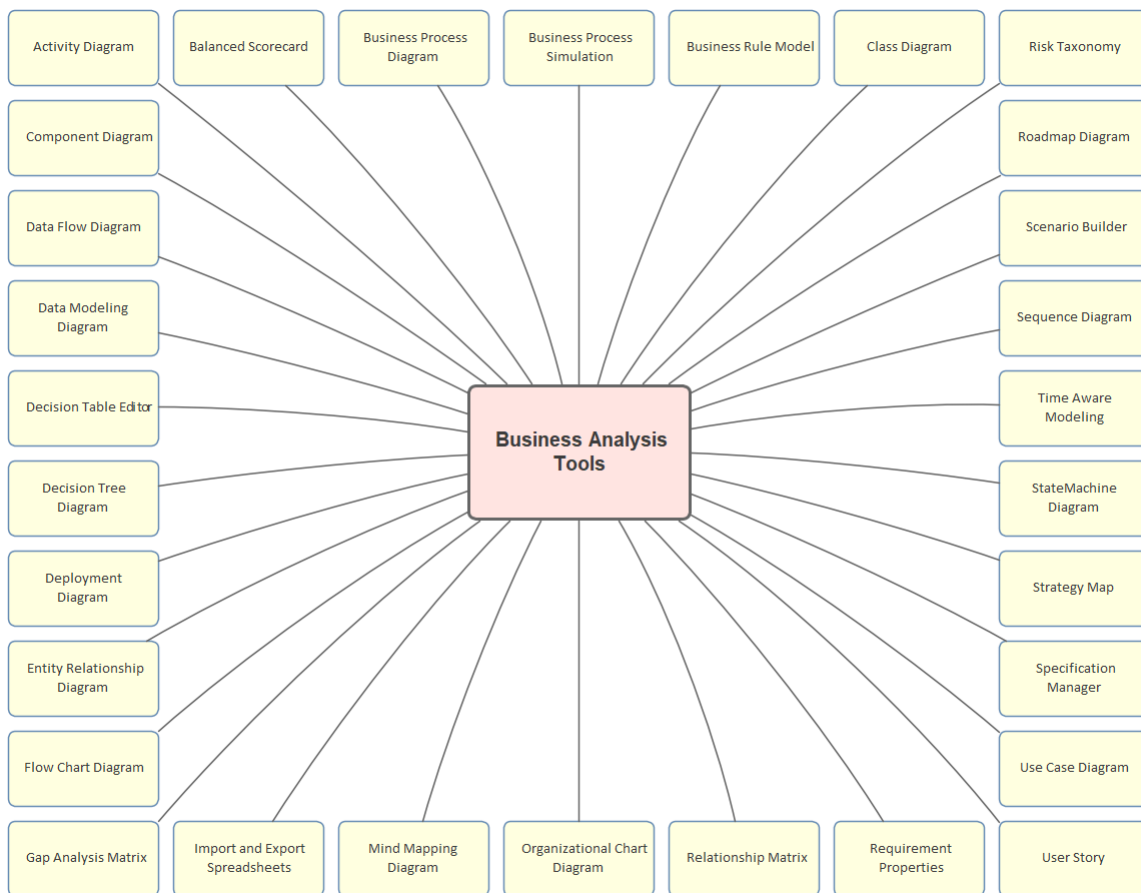 Activity Diagram
Balanced Scorecard
Business Process
Diagram
Business Process
Simulation
Business Rule Model
Class Diagram
Risk Taxonomy
Component Diagram
Roadmap Diagram
Data Flow Diagram
Scenario Builder
Data Modeling
Diagram
Sequence Diagram
Decision Table Editor
Time Aware
Modeling
Business Analysis
Tools
Decision Tree
Diagram
StateMachine
Diagram
Deployment
Diagram
Strategy Map
Entity Relationship
Diagram
Specification
Manager
Flow Chart Diagram
Use Case Diagram
Gap Analysis Matrix
Import and Export
Spreadsheets
Mind Mapping
Diagram
Organizational Chart
Diagram
Relationship Matrix
Requirement
Properties
User Story